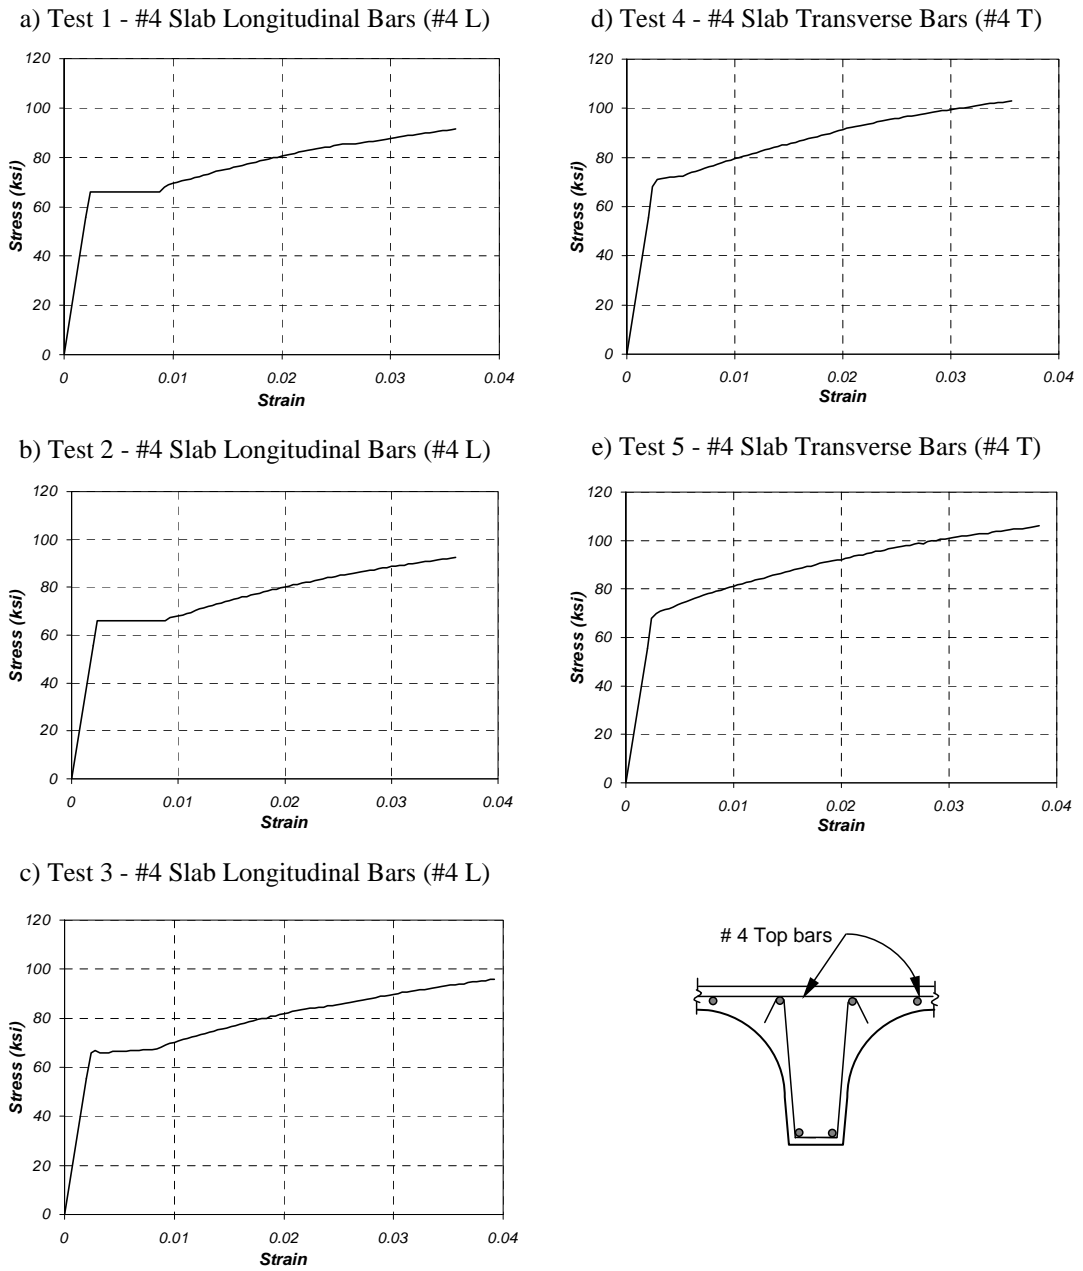 a) Test 1 - #4 Slab Longitudinal Bars (#4 L)
120
100
80
60
40
20
0
Stress (ksi)
0 0.01 0.02 0.03 0.04
Strain
b) Test 2 - #4 Slab Longitudinal Bars (#4 L)
120
100
80
60
40
20
0
Stress (ksi)
0 0.01 0.02 0.03 0.04
Strain
c) Test 3 - #4 Slab Longitudinal Bars (#4 L)
120
100
80
60
40
20
0
Stress (ksi)
0 0.01 0.02 0.03 0.04
Strain
d) Test 4 - #4 Slab Transverse Bars (#4 T)
120
100
80
60
40
20
0
Stress (ksi)
0 0.01 0.02 0.03 0.04
Strain
e) Test 5 - #4 Slab Transverse Bars (#4 T)
120
100
80
60
40
20
0
Stress (ksi)
0 0.01 0.02 0.03 0.04
Strain
# 4 Top bars